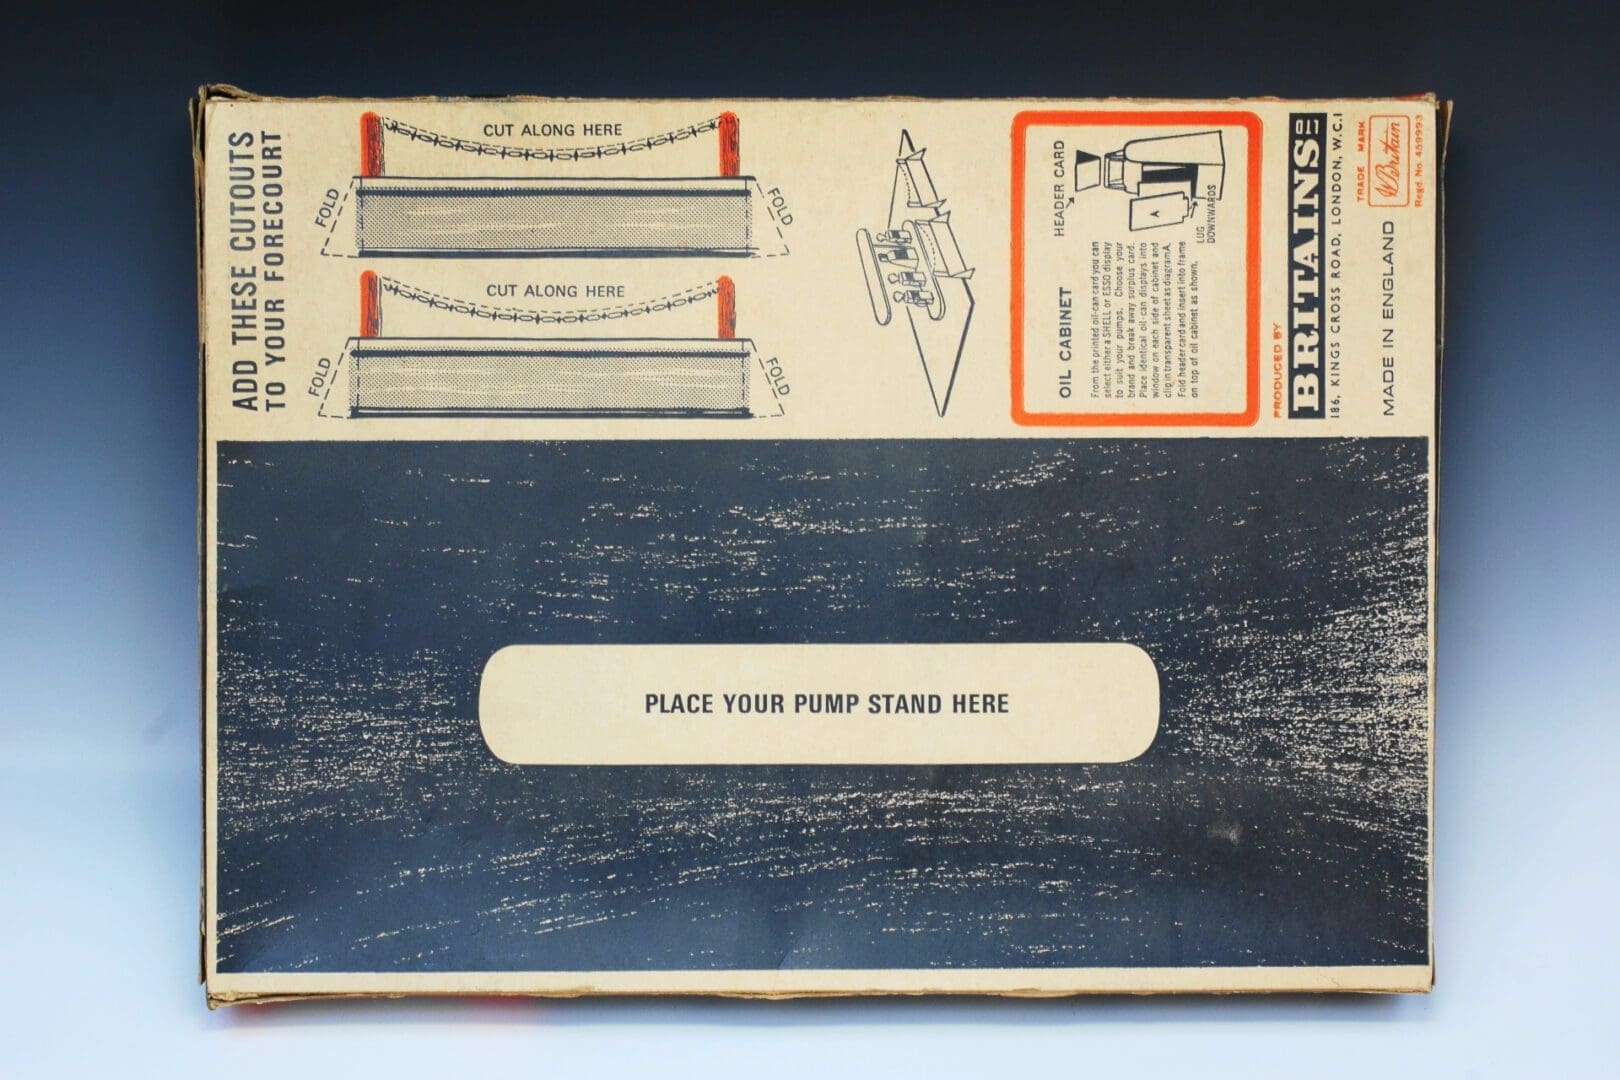 ADD THESE CUTOUTS
TO YOUR FORECOURT
CUT ALONG HERE
FOLD
FOLD
CUT ALONG HERE
FOLD
FOLD
OIL CABINET
From the printed oil-can card you can
select either a SHELL or ESSO display
to suit your pumps. Choose your
brand and break away surplus card.
Place identical oil-can displays into
window on each side of cabinet and
clip in transparent sheet as diagram A.
Fold header card and insert into frame
on top of oil cabinet as shown.
HEADER CARD
A
LUG
DOWNWARDS
PRODUCED BY
BRITAINS LTD
186, KINGS CROSS ROAD, LONDON, W.C.1
MADE IN ENGLAND
TRADE MARK
W Britain
Regd. No. 459993
PLACE YOUR PUMP STAND HERE